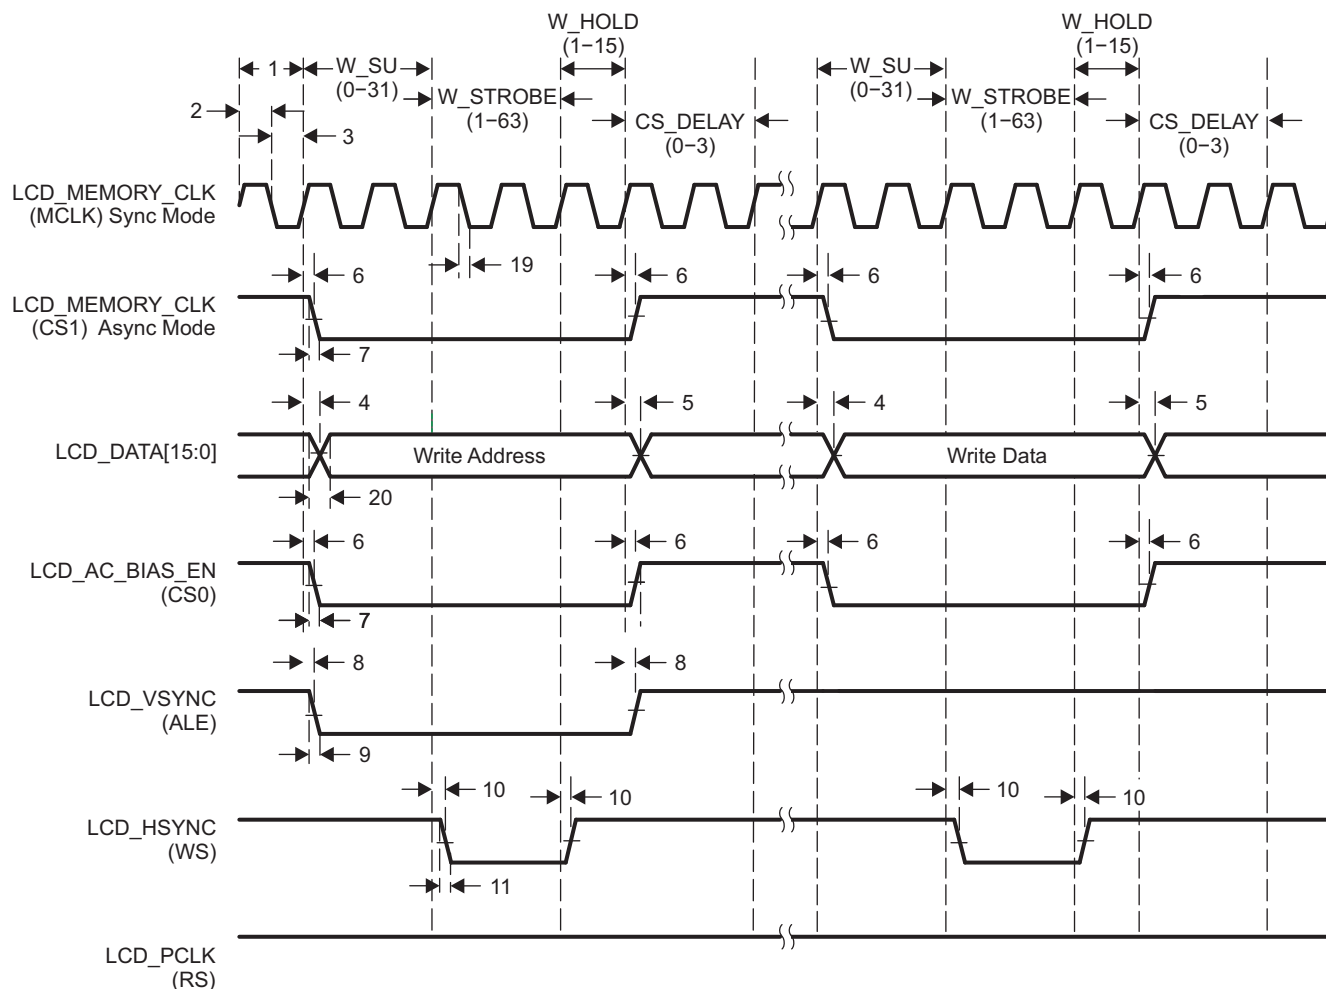 W_HOLD
(1−15)
W_HOLD
(1−15)
1
W_SU
(0−31)
W_SU
(0−31)
2
W_STROBE
(1−63)
W_STROBE
(1−63)
3
CS_DELAY
(0−3)
CS_DELAY
(0−3)
LCD_MEMORY_CLK
(MCLK) Sync Mode
19
6 6 6 6
LCD_MEMORY_CLK
(CS1) Async Mode
7
4 5 4 5
LCD_DATA[15:0]
Write Address
Write Data
20
6 6 6 6
LCD_AC_BIAS_EN
(CS0)
7
8 8
LCD_VSYNC
(ALE)
9
10 10 10 10
LCD_HSYNC
(WS)
11
LCD_PCLK
(RS)